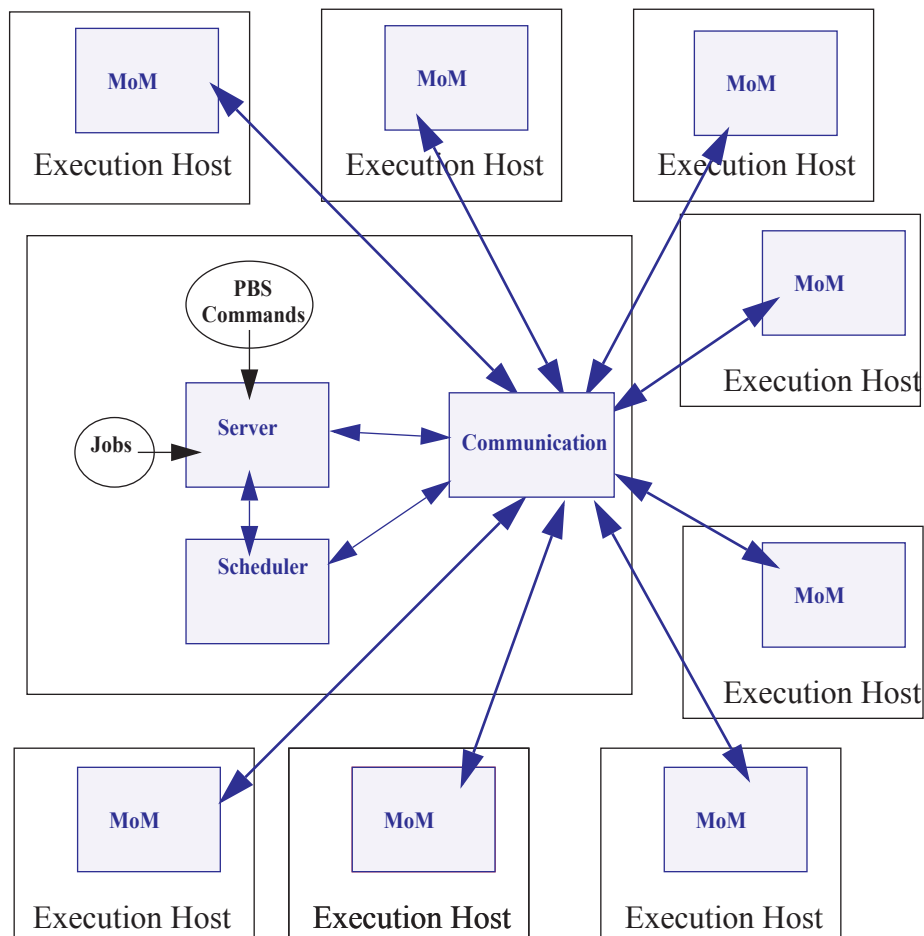 MoM
Execution Host
MoM
Execution Host
MoM
Execution Host
MoM
Execution Host
PBS
Commands
Jobs
Server
Communication
Scheduler
MoM
Execution Host
MoM
Execution Host
MoM
Execution Host
MoM
Execution Host